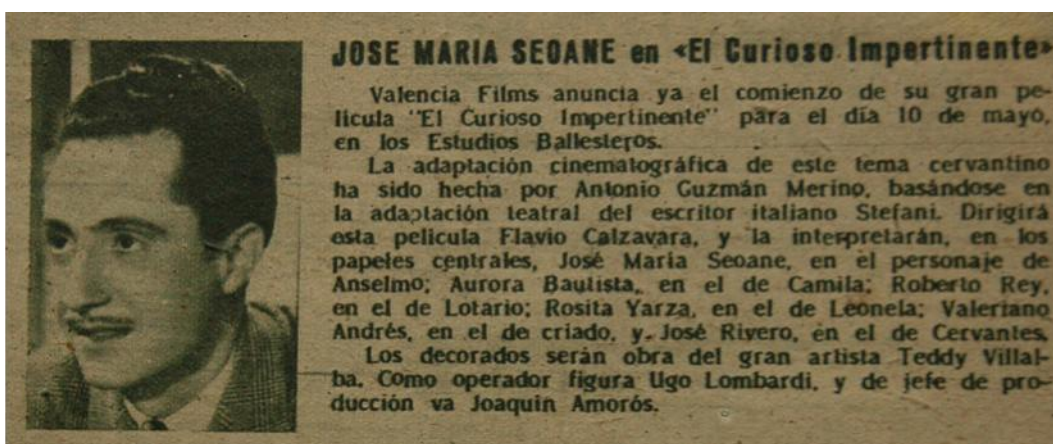 JOSE MARIA SEOANE en «El Curioso Impertinente»
Valencia Films anuncia ya el comienzo de su gran pe-
lícula "El Curioso Impertinente" para el día 10 de mayo,
en los Estudios Ballesteros.
La adaptación cinematográfica de este tema cervantino
ha sido hecha por Antonio Guzmán Merino, basándose en
la adaptación teatral del escritor italiano Stefani. Dirigirá
esta película Flavio Calzavara, y la interpretarán, en los
papeles centrales, José María Seoane, en el personaje de
Anselmo; Aurora Bautista, en el de Camila; Roberto Rey,
en el de Lotario; Rosita Yarza, en el de Leonela; Valeriano
Andrés, en el de criado, y José Rivero, en el de Cervantes.
Los decorados serán obra del gran artista Teddy Villal-
ba. Como operador figura Ugo Lombardi, y de jefe de pro-
ducción va Joaquín Amorós.